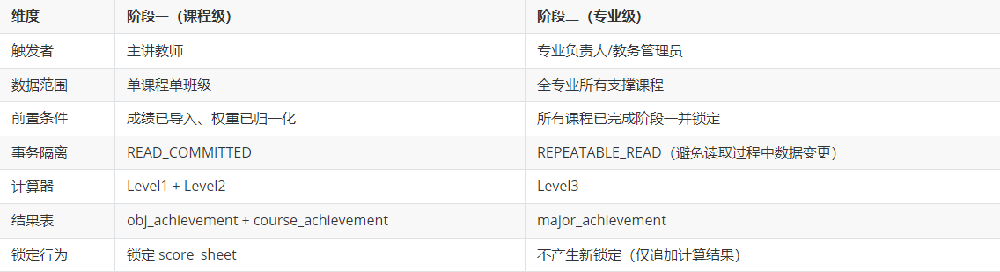 维度 阶段一（课程级） 阶段二（专业级）
触发者 主讲教师 专业负责人/教务管理员
数据范围 单课程单班级 全专业所有支撑课程
前置条件 成绩已导入、权重已归一化 所有课程已完成阶段一并锁定
事务隔离 READ_COMMITTED REPEATABLE_READ（避免读取过程中数据变更）
计算器 Level1 + Level2 Level3
结果表 obj_achievement + course_achievement major_achievement
锁定行为 锁定 score_sheet 不产生新锁定（仅追加计算结果）